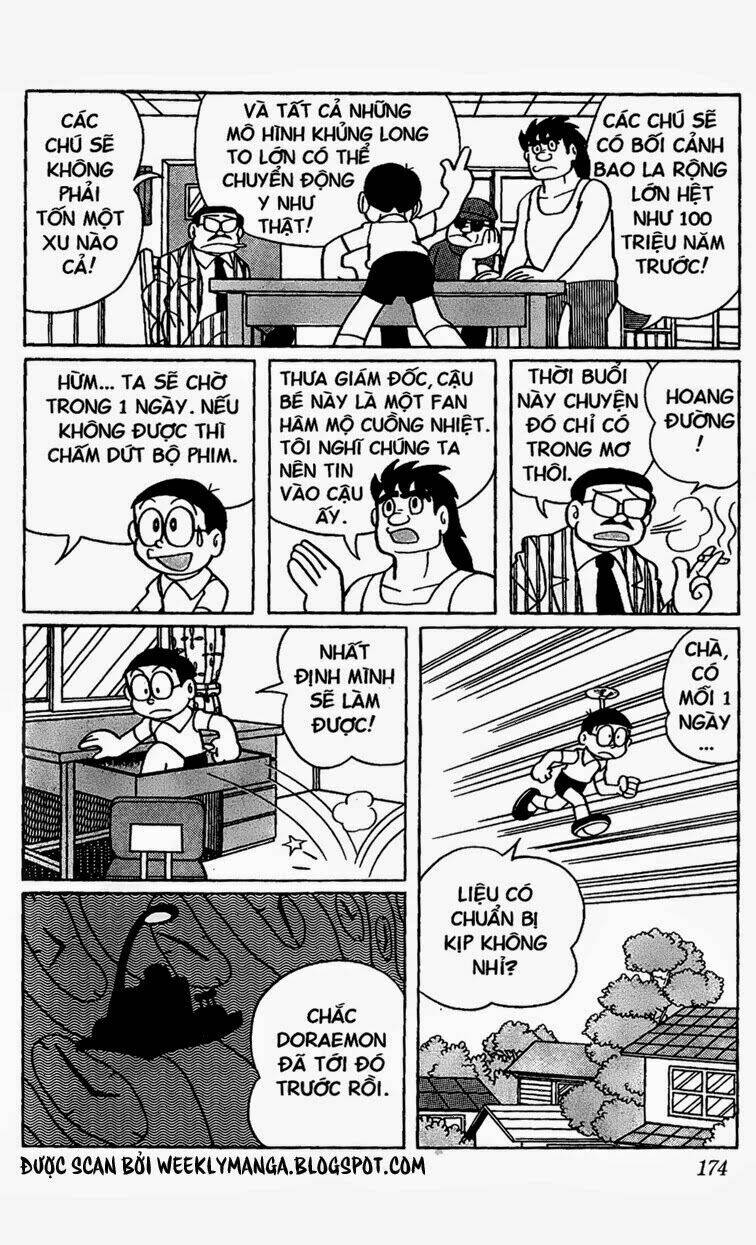 CÁC CHÚ SẼ
CÓ BỐI CẢNH
BAO LA RỘNG
LỚN HỆT
NHƯ 100
TRIỆU NĂM
TRƯỚC!
VÀ TẤT CẢ NHỮNG
MÔ HÌNH KHỦNG LONG
TO LỚN CÓ THỂ
CHUYỂN ĐỘNG
Y NHƯ
THẬT!
CÁC
CHÚ SẼ
KHÔNG
PHẢI
TỐN MỘT
XU NÀO
CẢ!
HOANG
ĐƯỜNG
!
THỜI BUỔI
NÀY CHUYỆN
ĐÓ CHỈ CÓ
TRONG MƠ
THÔI.
THƯA GIÁM ĐỐC, CẬU
BÉ NÀY LÀ MỘT FAN
HÂM MỘ CUỒNG NHIỆT.
TÔI NGHĨ CHÚNG TA
NÊN TIN
VÀO CẬU
ẤY.
HỪM... TA SẼ CHỜ
TRONG 1 NGÀY. NẾU
KHÔNG ĐƯỢC THÌ
CHẤM DỨT BỘ PHIM.
CHÀ,
CÓ
MỐI 1
NGÀY
...
LIỆU CÓ
CHUẨN BỊ
KỊP KHÔNG
NHỈ?
NHẤT
ĐỊNH MÌNH
SẼ LÀM
ĐƯỢC!
CHẮC
DORAEMON
ĐÃ TỚI ĐÓ
TRƯỚC RỒI.
ĐƯỢC SCAN BỞI WEEKLYMANGA.BLOGSPOT.COM
174